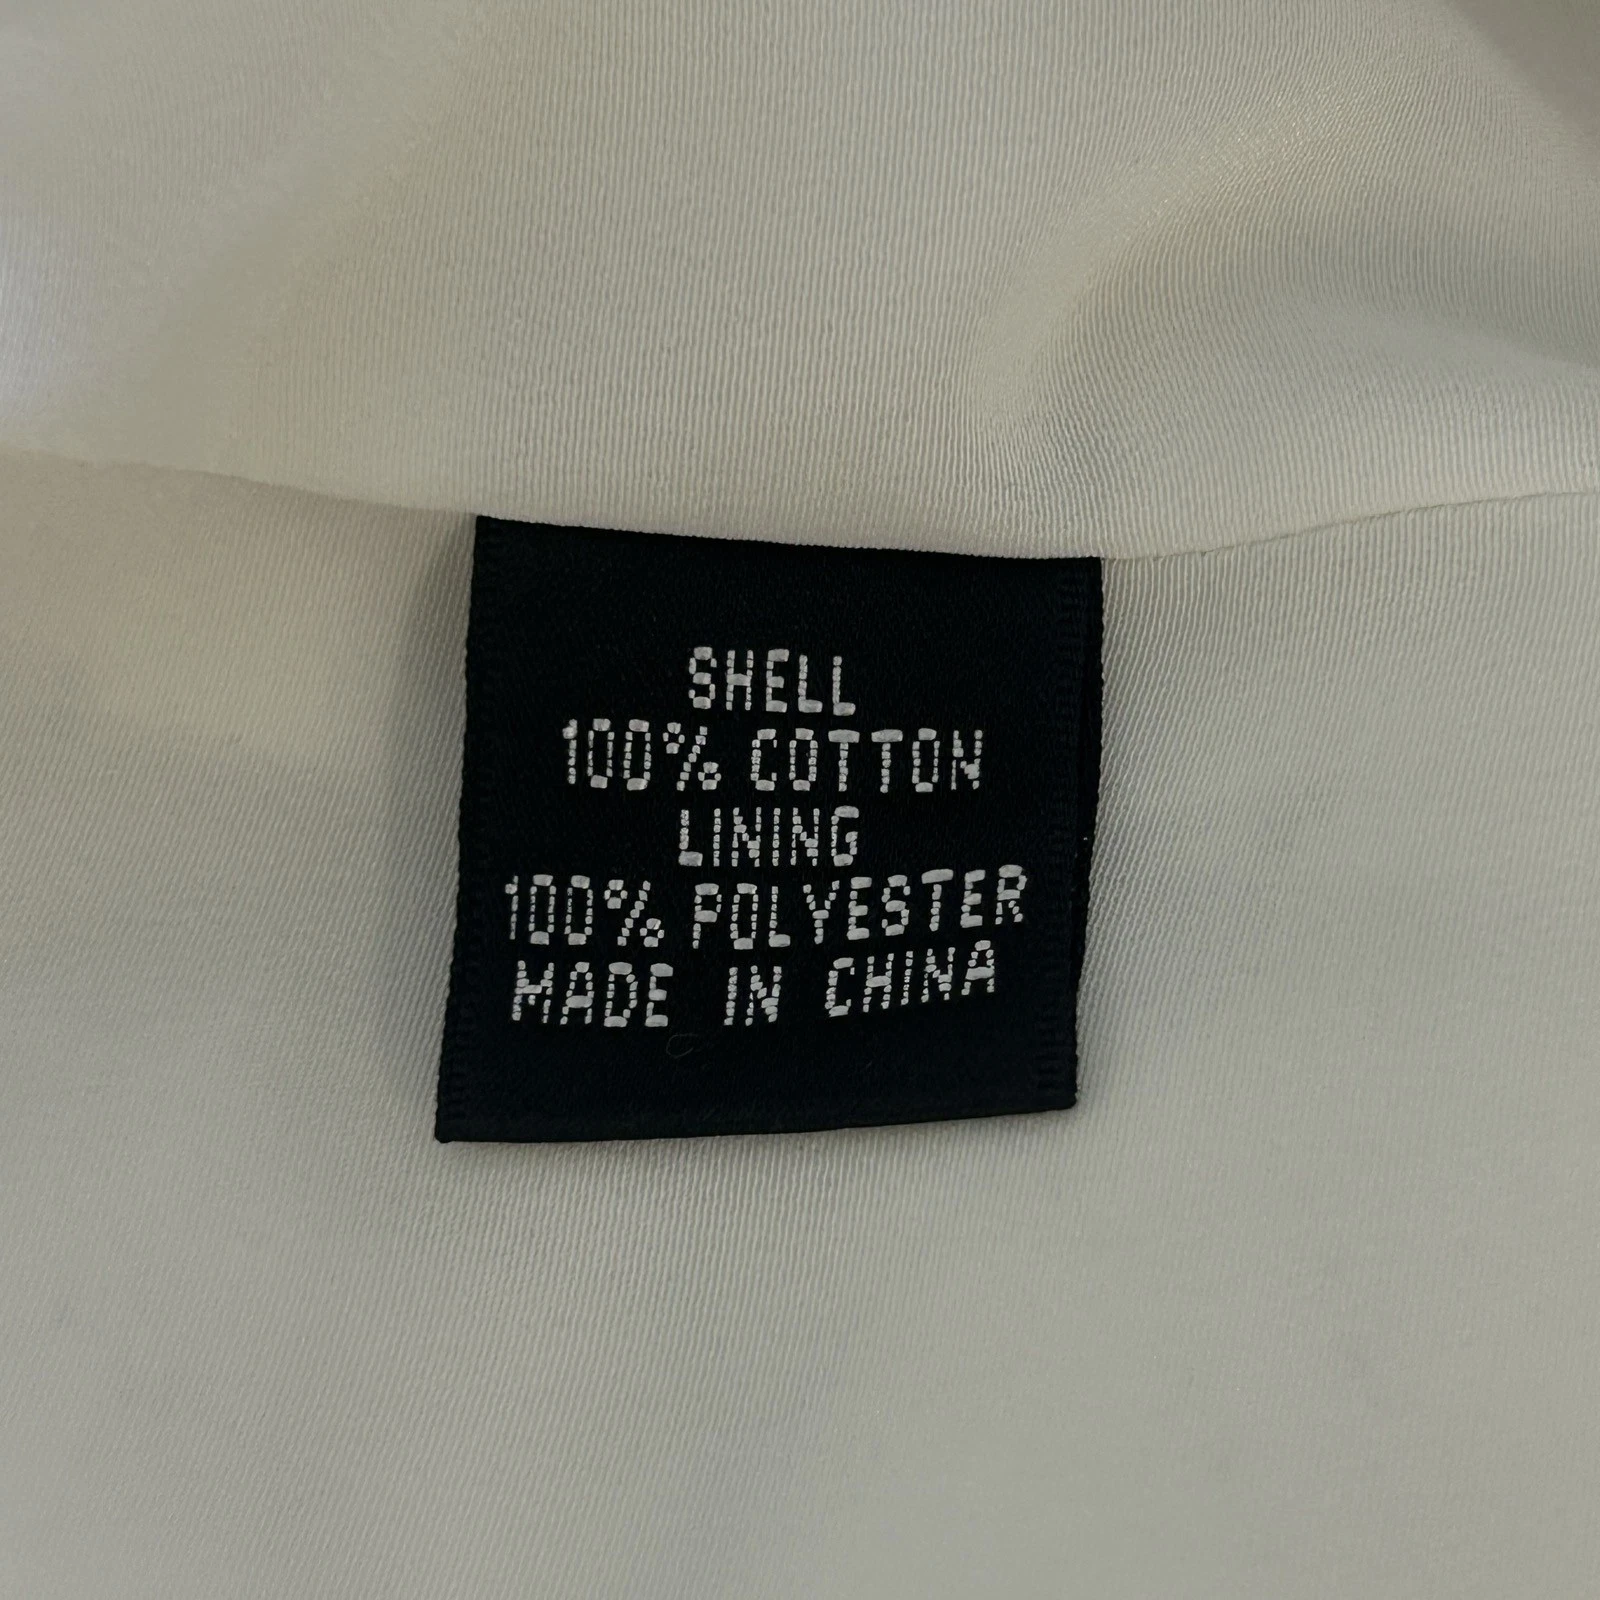 SHELL
100% COTTON
LINING
100% POLYESTER
MADE IN CHINA